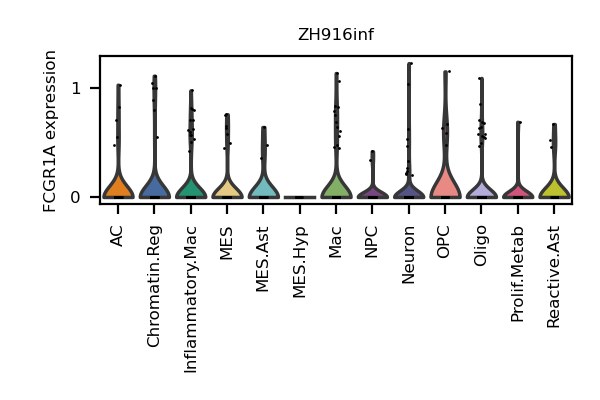 ZH916inf
FCGR1A expression
1
0
AC
Chromatin.Reg
Inflammatory.Mac
MES
MES.Ast
MES.Hyp
Mac
NPC
Neuron
OPC
Oligo
Prolif.Metab
Reactive.Ast